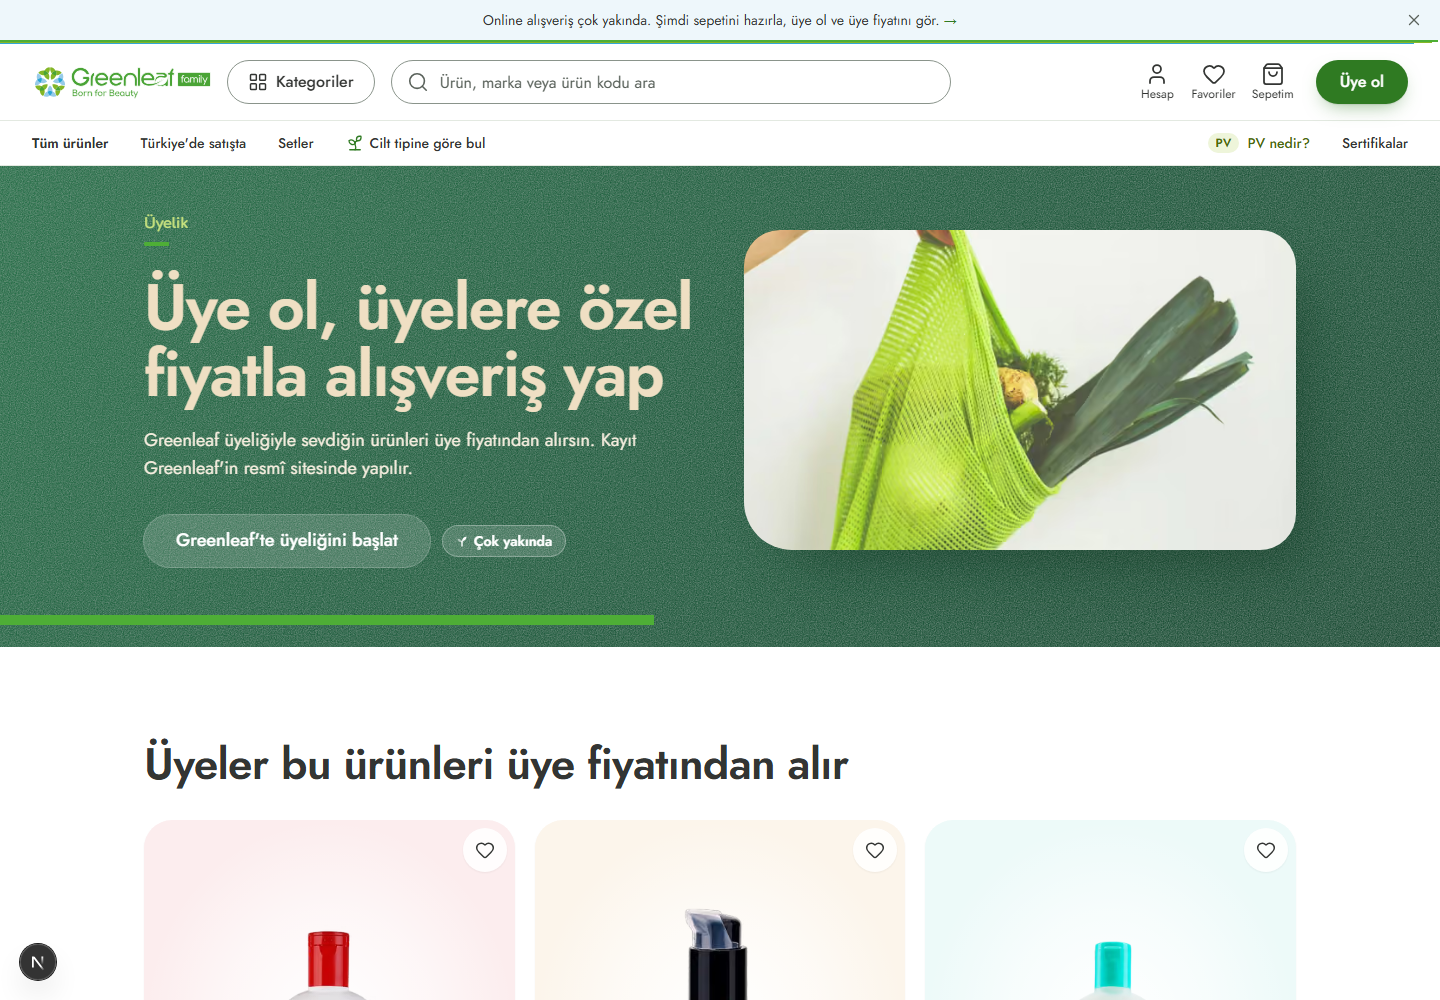 Online alışveriş çok yakında. Şimdi sepetini hazırla, üye ol ve üye fiyatını gör. →
Greenleaf family
Born for Beauty
Kategoriler
Ürün, marka veya ürün kodu ara
Hesap
Favoriler
Sepetim
Üye ol
Tüm ürünler
Türkiye'de satışta
Setler
Cilt tipine göre bul
PV
PV nedir?
Sertifikalar
Üyelik
Üye ol, üyelere özel
fiyatla alışveriş yap
Greenleaf üyeliğiyle sevdiğin ürünleri üye fiyatından alırsın. Kayıt
Greenleaf'in resmî sitesinde yapılır.
Greenleaf'te üyeliğini başlat
Çok yakında
Üyeler bu ürünleri üye fiyatından alır
N